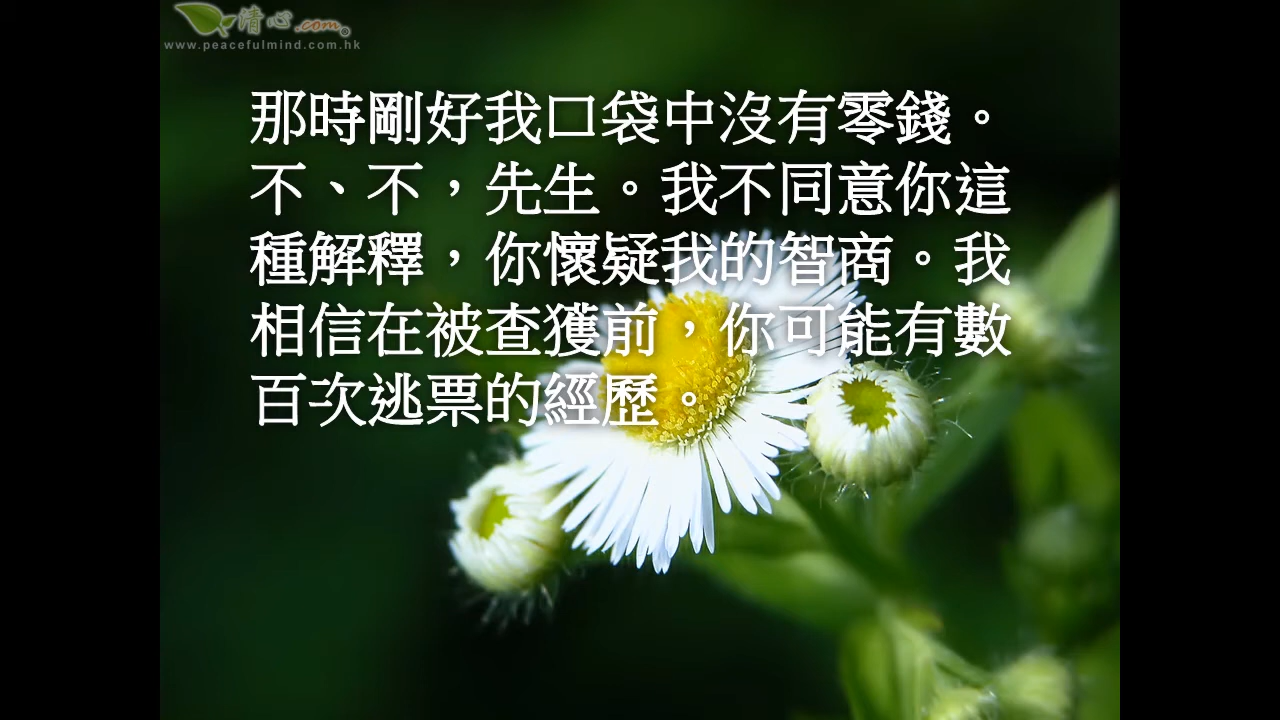 清心.com
www.peacefulmind.com.hk
那時剛好我口袋中沒有零錢。
不、不，先生。我不同意你這
種解釋，你懷疑我的智商。我
相信在被查獲前，你可能有數
百次逃票的經歷。